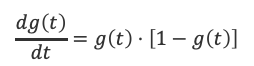 dg(t)/dt = g(t) · [1 − g(t)]